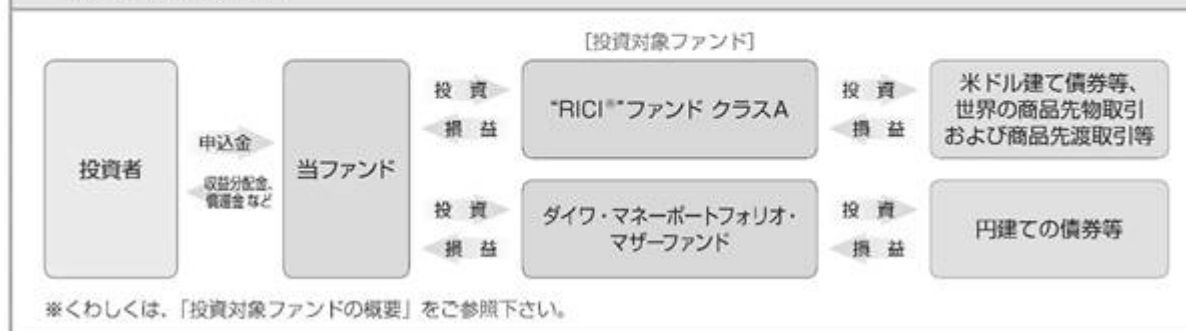 [投資対象ファンド]
投資者
申込金
収益分配金、
償還金 など
当ファンド
投 資
損 益
"RICI®"ファンド クラスA
投 資
損 益
米ドル建て債券等、
世界の商品先物取引
および商品先渡取引等
投 資
損 益
ダイワ・マネーポートフォリオ・
マザーファンド
投 資
損 益
円建ての債券等
※くわしくは、「投資対象ファンドの概要」をご参照下さい。